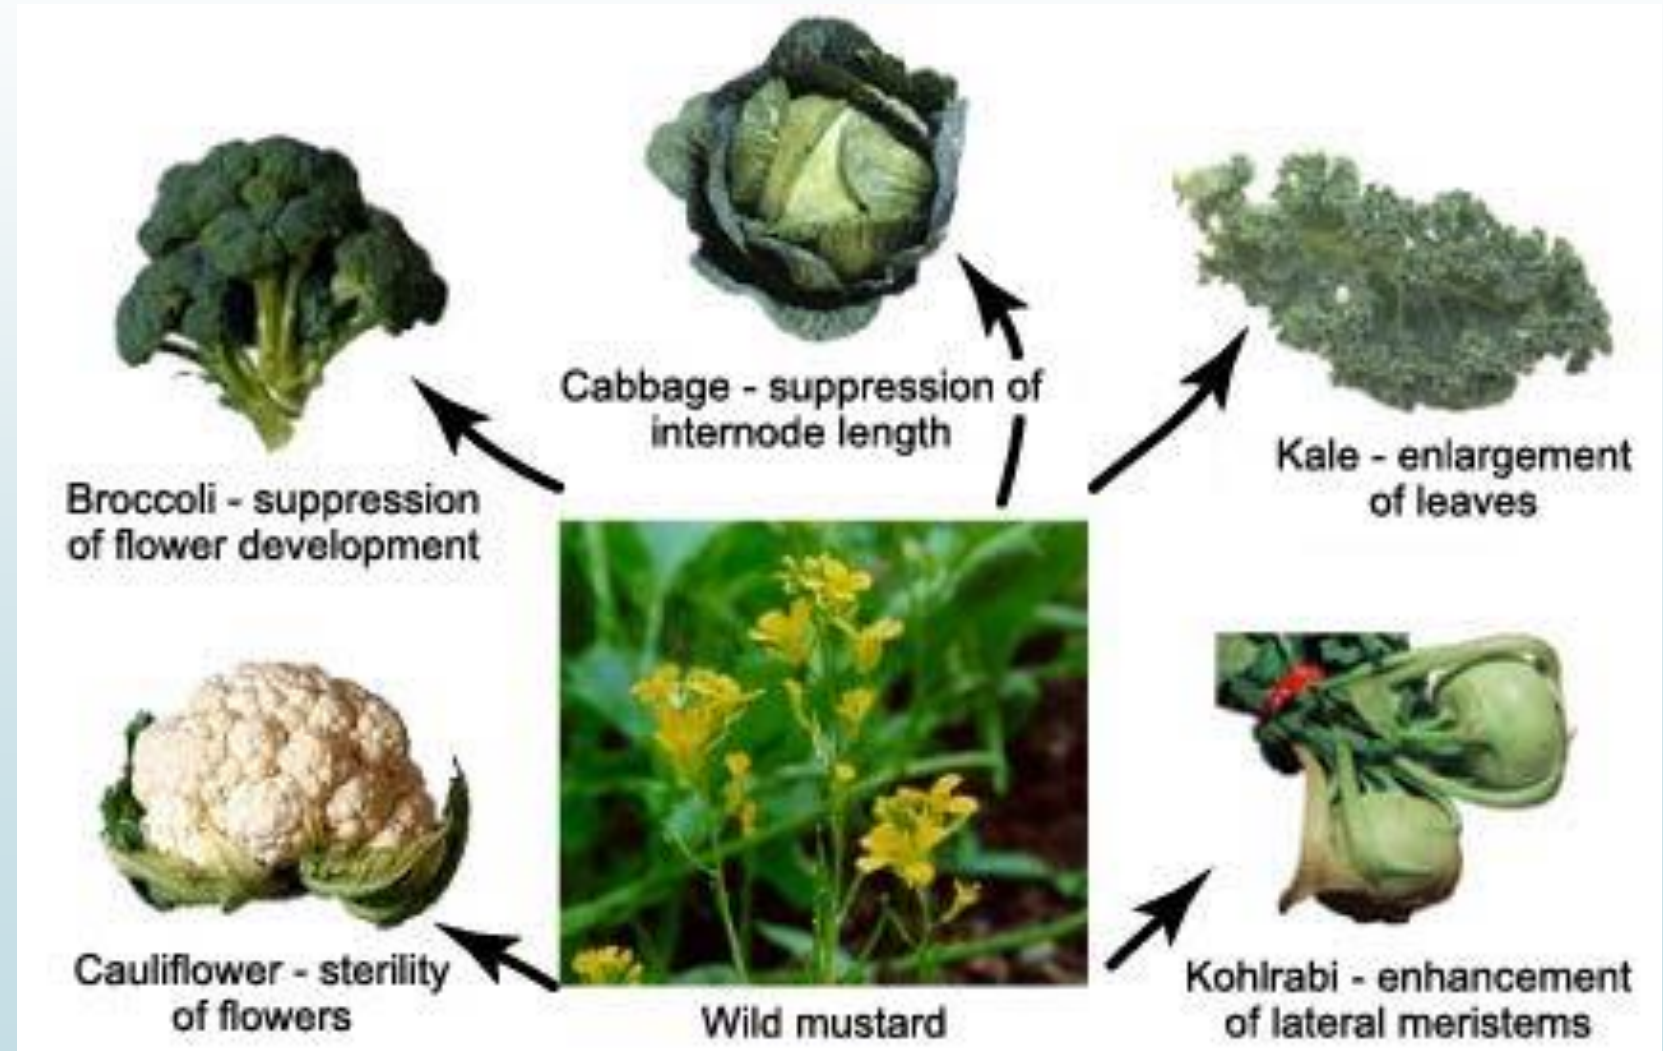 Cabbage - suppression of
internode length
Kale - enlargement
of leaves
Broccoli - suppression
of flower development
Cauliflower - sterility
of flowers
Wild mustard
Kohlrabi - enhancement
of lateral meristems